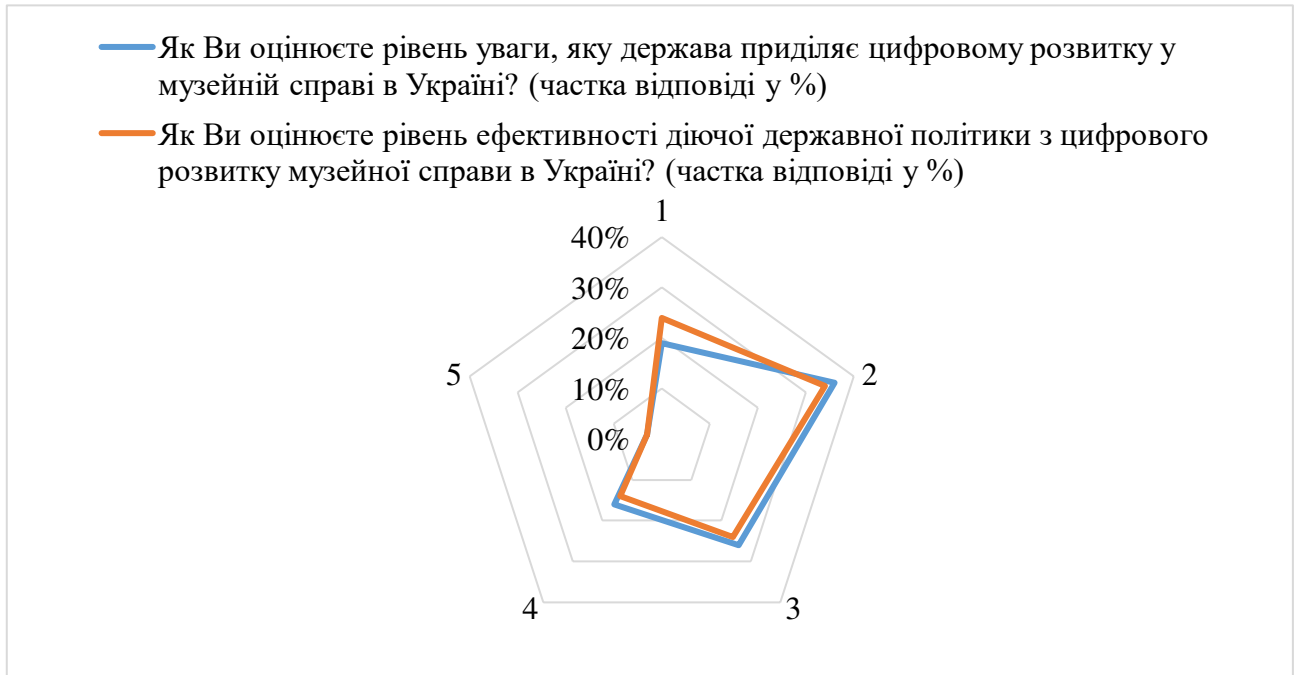 Як Ви оцінюєте рівень уваги, яку держава приділяє цифровому розвитку у
музейній справі в Україні? (частка відповіді у %)
Як Ви оцінюєте рівень ефективності діючої державної політики з цифрового
розвитку музейної справи в Україні? (частка відповіді у %)
1
40%
30%
20%
10%
0%
5
2
4
3